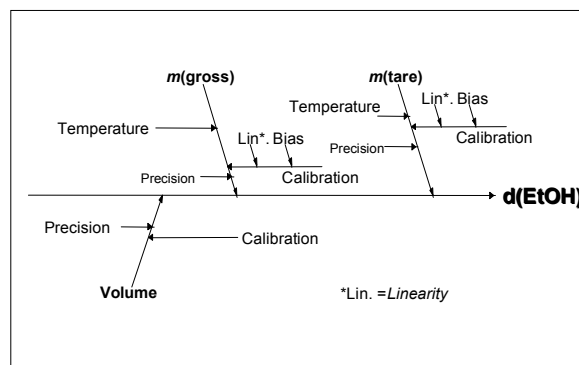 m(gross)
m(tare)
Temperature
Lin*. Bias
Calibration
Precision
Temperature
Lin*. Bias
Calibration
Precision
d(EtOH)
Precision
Calibration
Volume
*Lin. =Linearity